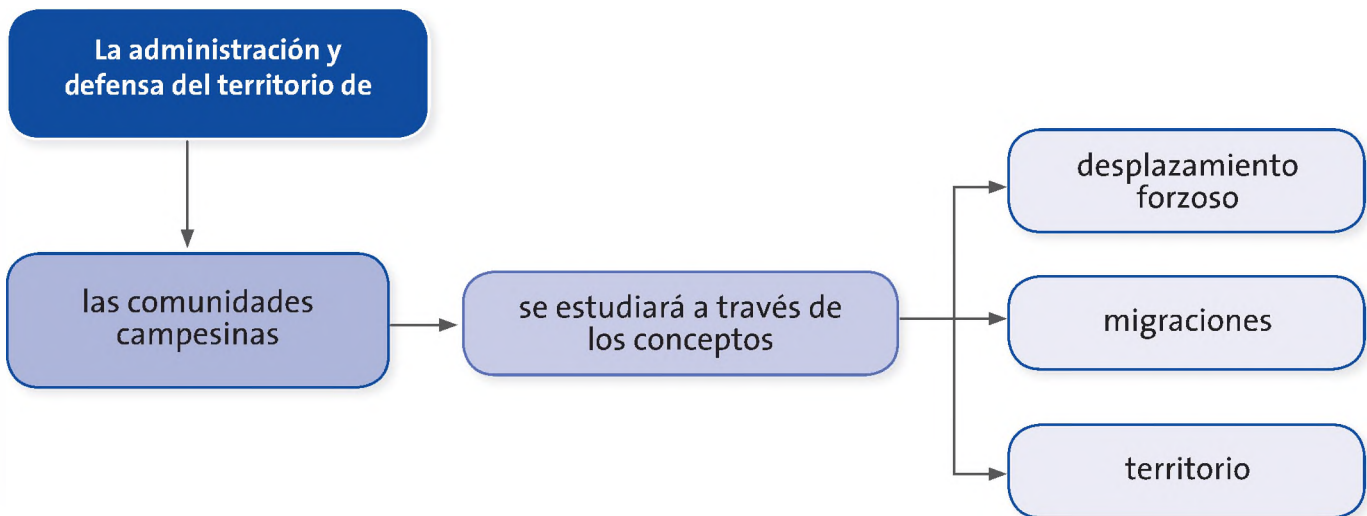 La administración y
defensa del territorio de
las comunidades
campesinas
se estudiará a través de
los conceptos
desplazamiento
forzoso
migraciones
territorio